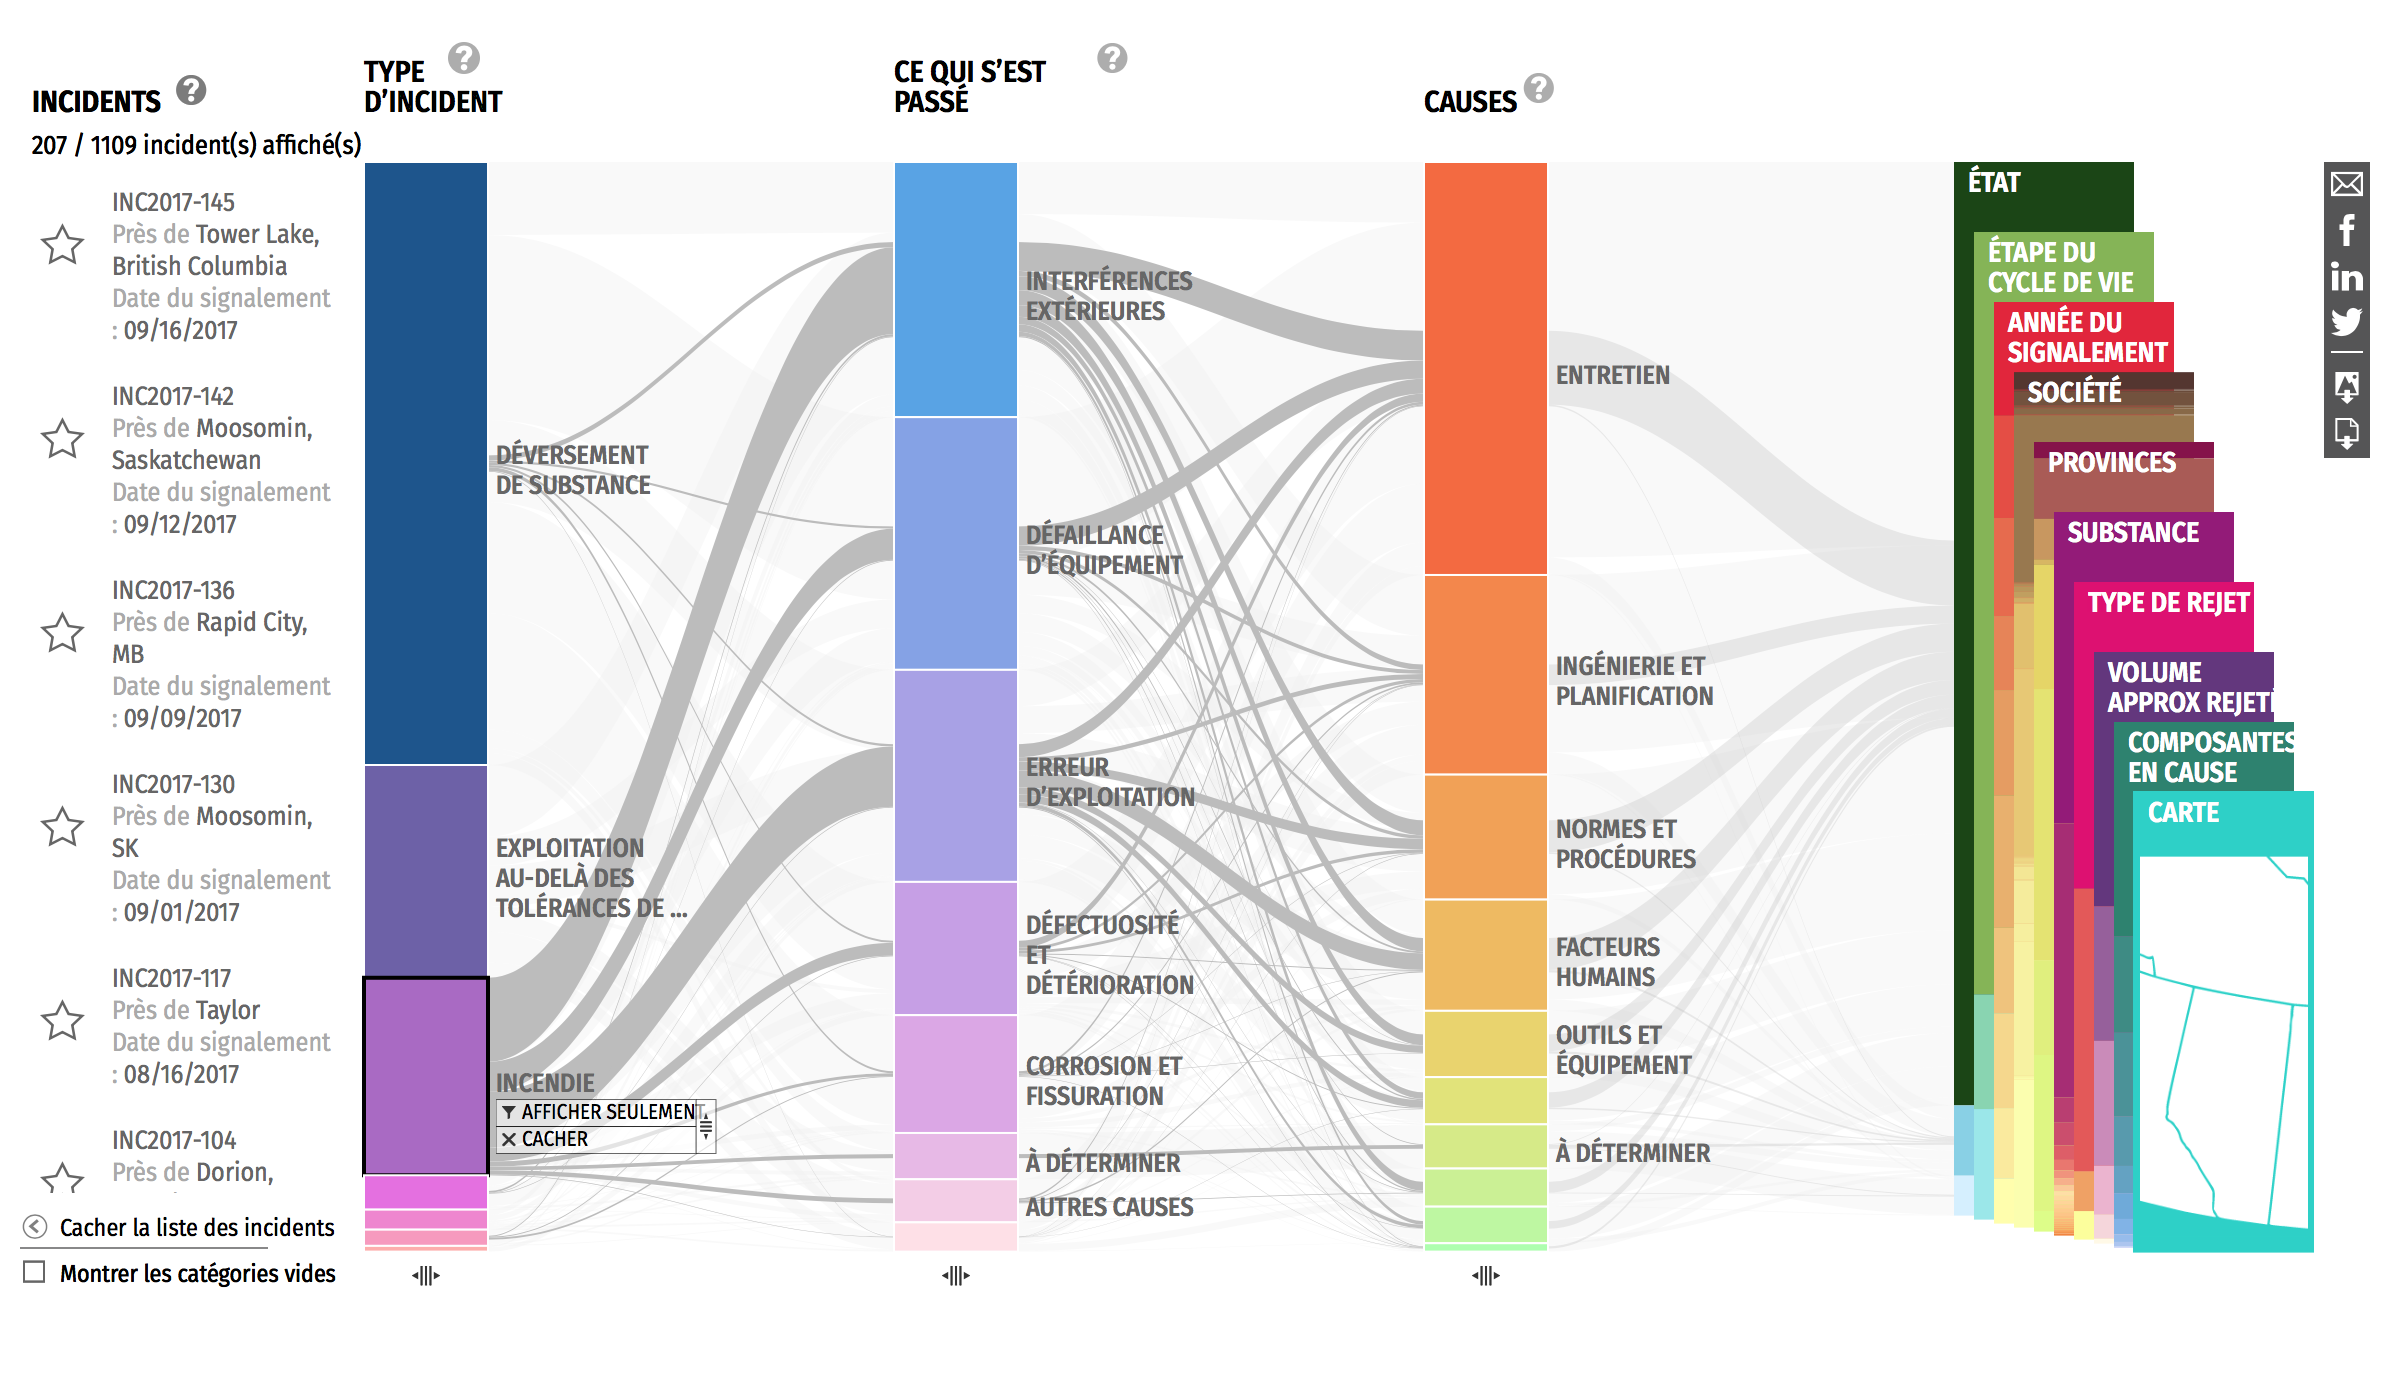 INCIDENTS
207 / 1109 incident(s) affiché(s)
INC2017-145
Près de Tower Lake,
British Columbia
Date du signalement
: 09/16/2017
INC2017-142
Près de Moosomin,
Saskatchewan
Date du signalement
: 09/12/2017
INC2017-136
Près de Rapid City,
MB
Date du signalement
: 09/09/2017
INC2017-130
Près de Moosomin,
SK
Date du signalement
: 09/01/2017
INC2017-117
Près de Taylor
Date du signalement
: 08/16/2017
INC2017-104
Près de Dorion,
Cacher la liste des incidents
Montrer les catégories vides
TYPE
D’INCIDENT
DÉVERSEMENT
DE SUBSTANCE
EXPLOITATION
AU-DELÀ DES
TOLÉRANCES DE ...
INCENDIE
AFFICHER SEULEMENT
CACHER
CE QUI S’EST
PASSÉ
INTERFÉRENCES
EXTÉRIEURES
DÉFAILLANCE
D’ÉQUIPEMENT
ERREUR
D’EXPLOITATION
DÉFECTUOSITÉ
ET
DÉTÉRIORATION
CORROSION ET
FISSURATION
À DÉTERMINER
AUTRES CAUSES
CAUSES
ENTRETIEN
INGÉNIERIE ET
PLANIFICATION
NORMES ET
PROCÉDURES
FACTEURS
HUMAINS
OUTILS ET
ÉQUIPEMENT
À DÉTERMINER
ÉTAT
ÉTAPE DU
CYCLE DE VIE
ANNÉE DU
SIGNALEMENT
SOCIÉTÉ
PROVINCES
SUBSTANCE
TYPE DE REJET
VOLUME
APPROX REJETÉ
COMPOSANTES
EN CAUSE
CARTE